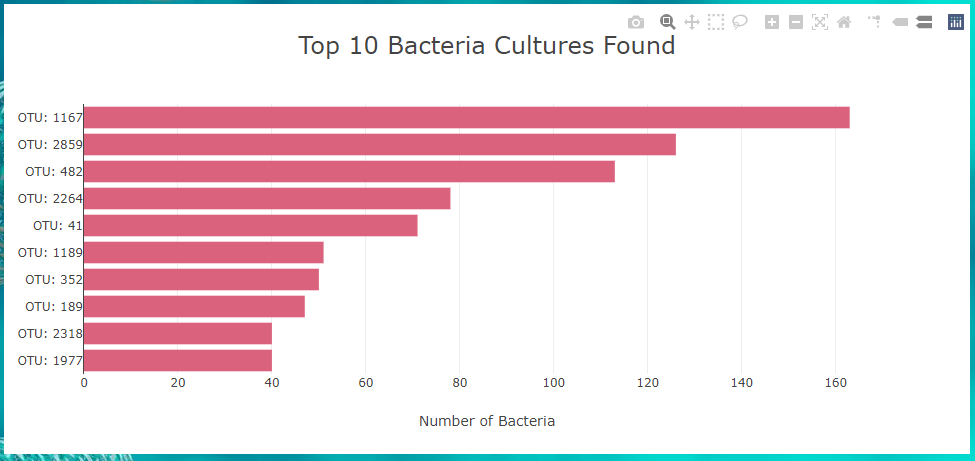 Top 10 Bacteria Cultures Found
OTU: 1167
OTU: 2859
OTU: 482
OTU: 2264
OTU: 41
OTU: 1189
OTU: 352
OTU: 189
OTU: 2318
OTU: 1977
0 20 40 60 80 100 120 140 160
Number of Bacteria